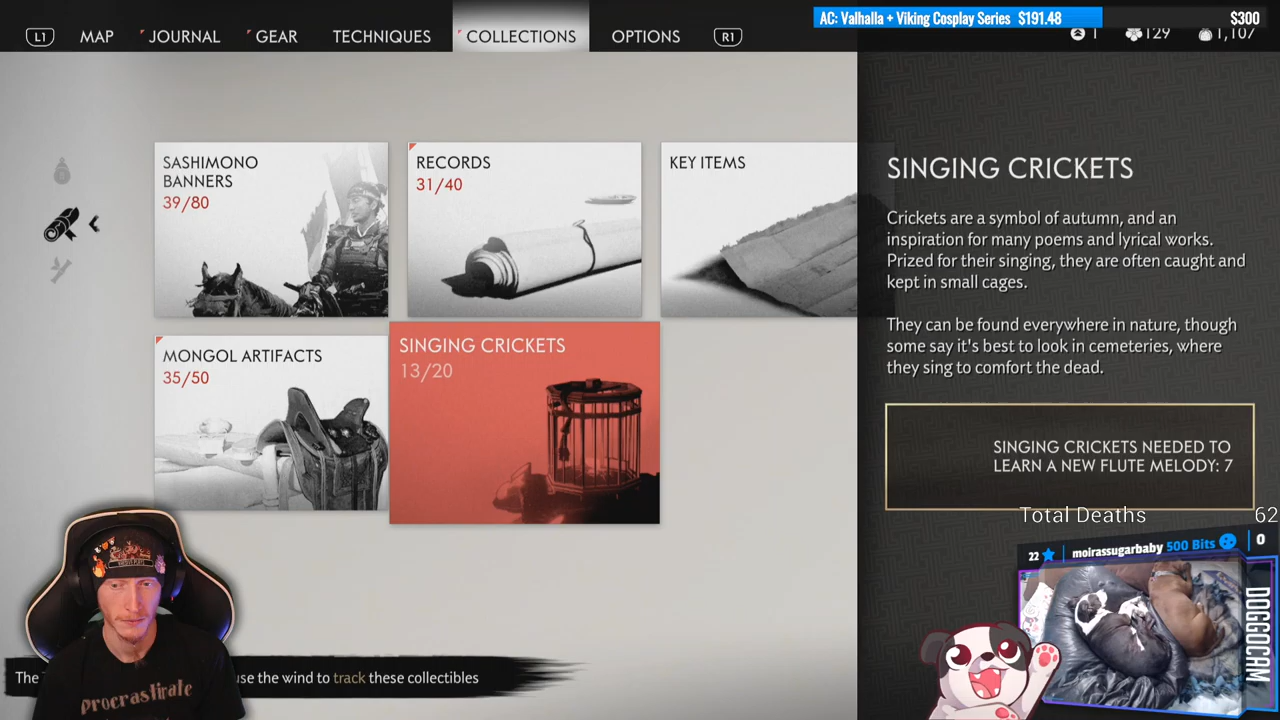 AC: Valhalla + Viking Cosplay Series $191.48
$300
L1 MAP JOURNAL GEAR TECHNIQUES COLLECTIONS OPTIONS R1
1 129 1,107
SASHIMONO
BANNERS
39/80
RECORDS
31/40
KEY ITEMS
MONGOL ARTIFACTS
35/50
SINGING CRICKETS
13/20
SINGING CRICKETS
Crickets are a symbol of autumn, and an
inspiration for many poems and lyrical works.
Prized for their singing, they are often caught and
kept in small cages.
They can be found everywhere in nature, though
some say it's best to look in cemeteries, where
they sing to comfort the dead.
SINGING CRICKETS NEEDED TO
LEARN A NEW FLUTE MELODY: 7
Total Deaths 62
22 moirassugarbaby 500 Bits 0
DOGGOCAM
The
use the wind to track these collectibles
procrastinate